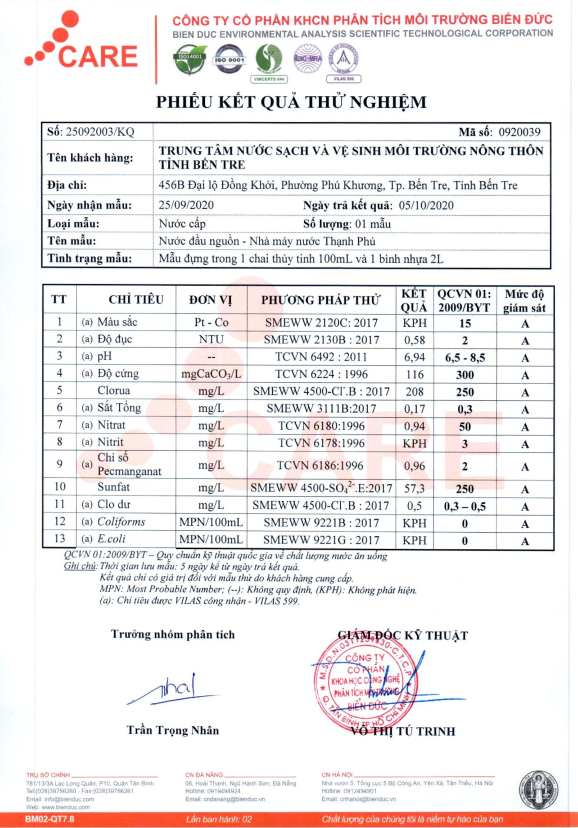 CARE
CÔNG TY CỔ PHẦN KHCN PHÂN TÍCH MÔI TRƯỜNG BIỂN ĐỨC
BIEN DUC ENVIRONMENTAL ANALYSIS SCIENTIFIC TECHNOLOGICAL CORPORATION
ISO14001 ISO 9001 VIMCERTS 044 ilac-MRA VILAS 599
PHIẾU KẾT QUẢ THỬ NGHIỆM
Số: 25092003/KQ Mã số: 0920039
Tên khách hàng: TRUNG TÂM NƯỚC SẠCH VÀ VỆ SINH MÔI TRƯỜNG NÔNG THÔN
TỈNH BẾN TRE
Địa chỉ: 456B Đại lộ Đồng Khởi, Phường Phú Khương, Tp. Bến Tre, Tỉnh Bến Tre
Ngày nhận mẫu: 25/09/2020 Ngày trả kết quả: 05/10/2020
Loại mẫu: Nước cấp Số lượng: 01 mẫu
Tên mẫu: Nước đầu nguồn - Nhà máy nước Thạnh Phú
Tình trạng mẫu: Mẫu đựng trong 1 chai thủy tinh 100mL và 1 bình nhựa 2L
TT CHỈ TIÊU ĐƠN VỊ PHƯƠNG PHÁP THỬ KẾT QUẢ QCVN 01: 2009/BYT Mức độ giám sát
1 (a) Màu sắc Pt - Co SMEWW 2120C: 2017 KPH 15 A
2 (a) Độ đục NTU SMEWW 2130B : 2017 0,58 2 A
3 (a) pH -- TCVN 6492 : 2011 6,94 6,5 - 8,5 A
4 (a) Độ cứng mgCaCO3/L TCVN 6224 : 1996 116 300 A
5 Clorua mg/L SMEWW 4500-Cl-.B : 2017 208 250 A
6 (a) Sắt Tổng mg/L SMEWW 3111B:2017 0,17 0,3 A
7 (a) Nitrat mg/L TCVN 6180:1996 0,94 50 A
8 (a) Nitrit mg/L TCVN 6178:1996 KPH 3 A
9 (a) Chỉ số Pecmanganat mg/L TCVN 6186:1996 0,96 2 A
10 Sunfat mg/L SMEWW 4500-SO4²-.E:2017 57,3 250 A
11 (a) Clo dư mg/L SMEWW 4500-Cl-.B : 2017 0,5 0,3 – 0,5 A
12 (a) Coliforms MPN/100mL SMEWW 9221B : 2017 KPH 0 A
13 (a) E.coli MPN/100mL SMEWW 9221G : 2017 KPH 0 A
QCVN 01:2009/BYT – Quy chuẩn kỹ thuật quốc gia về chất lượng nước ăn uống
Ghi chú: Thời gian lưu mẫu: 5 ngày kể từ ngày trả kết quả.
Kết quả chỉ có giá trị đối với mẫu thử do khách hàng cung cấp.
MPN: Most Probable Number; (--): Không quy định, (KPH): Không phát hiện.
(a): Chỉ tiêu được VILAS công nhận - VILAS 599.
Trưởng nhóm phân tích GIÁM ĐỐC KỸ THUẬT
CÔNG TY
CỔ PHẦN
KHOA HỌC CÔNG NGHỆ
PHÂN TÍCH MÔI TRƯỜNG
BIỂN ĐỨC
Q. TÂN BÌNH TP HỒ CHÍ MINH
Trần Trọng Nhân VÕ THỊ TÚ TRINH
TRỤ SỞ CHÍNH
781/13/3A Lạc Long Quân, P10, Quận Tân Bình
Tel:(028)39756260 - Fax:(028)39756261
Email: info@bienduc.com
Web: www.bienduc.com
CN ĐÀ NẴNG
06, Hoài Thanh, Ngũ Hành Sơn, Đà Nẵng
Hotline: 0919494924
Email: cndanang@bienduc.com
CN HÀ NỘI
Nhà vườn 5, Tổng cục 5 Bộ Công An, Yên Xá, Tân Triều, Hà Nội
Hotline: 0912494901
Email: cnhanoi@bienduc.com
BM02-QT7.8 Lần ban hành: 02 Chất lượng của chúng tôi là niềm tự hào của bạn